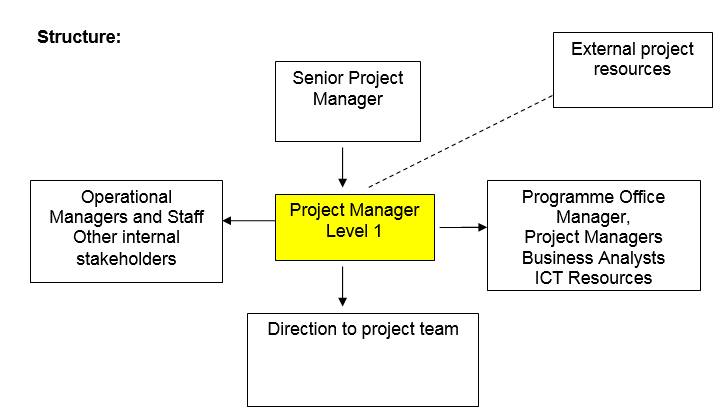 Structure:
External project
resources
Senior Project
Manager
Operational
Managers and Staff
Other internal
stakeholders
Project Manager
Level 1
Programme Office
Manager,
Project Managers
Business Analysts
ICT Resources
Direction to project team